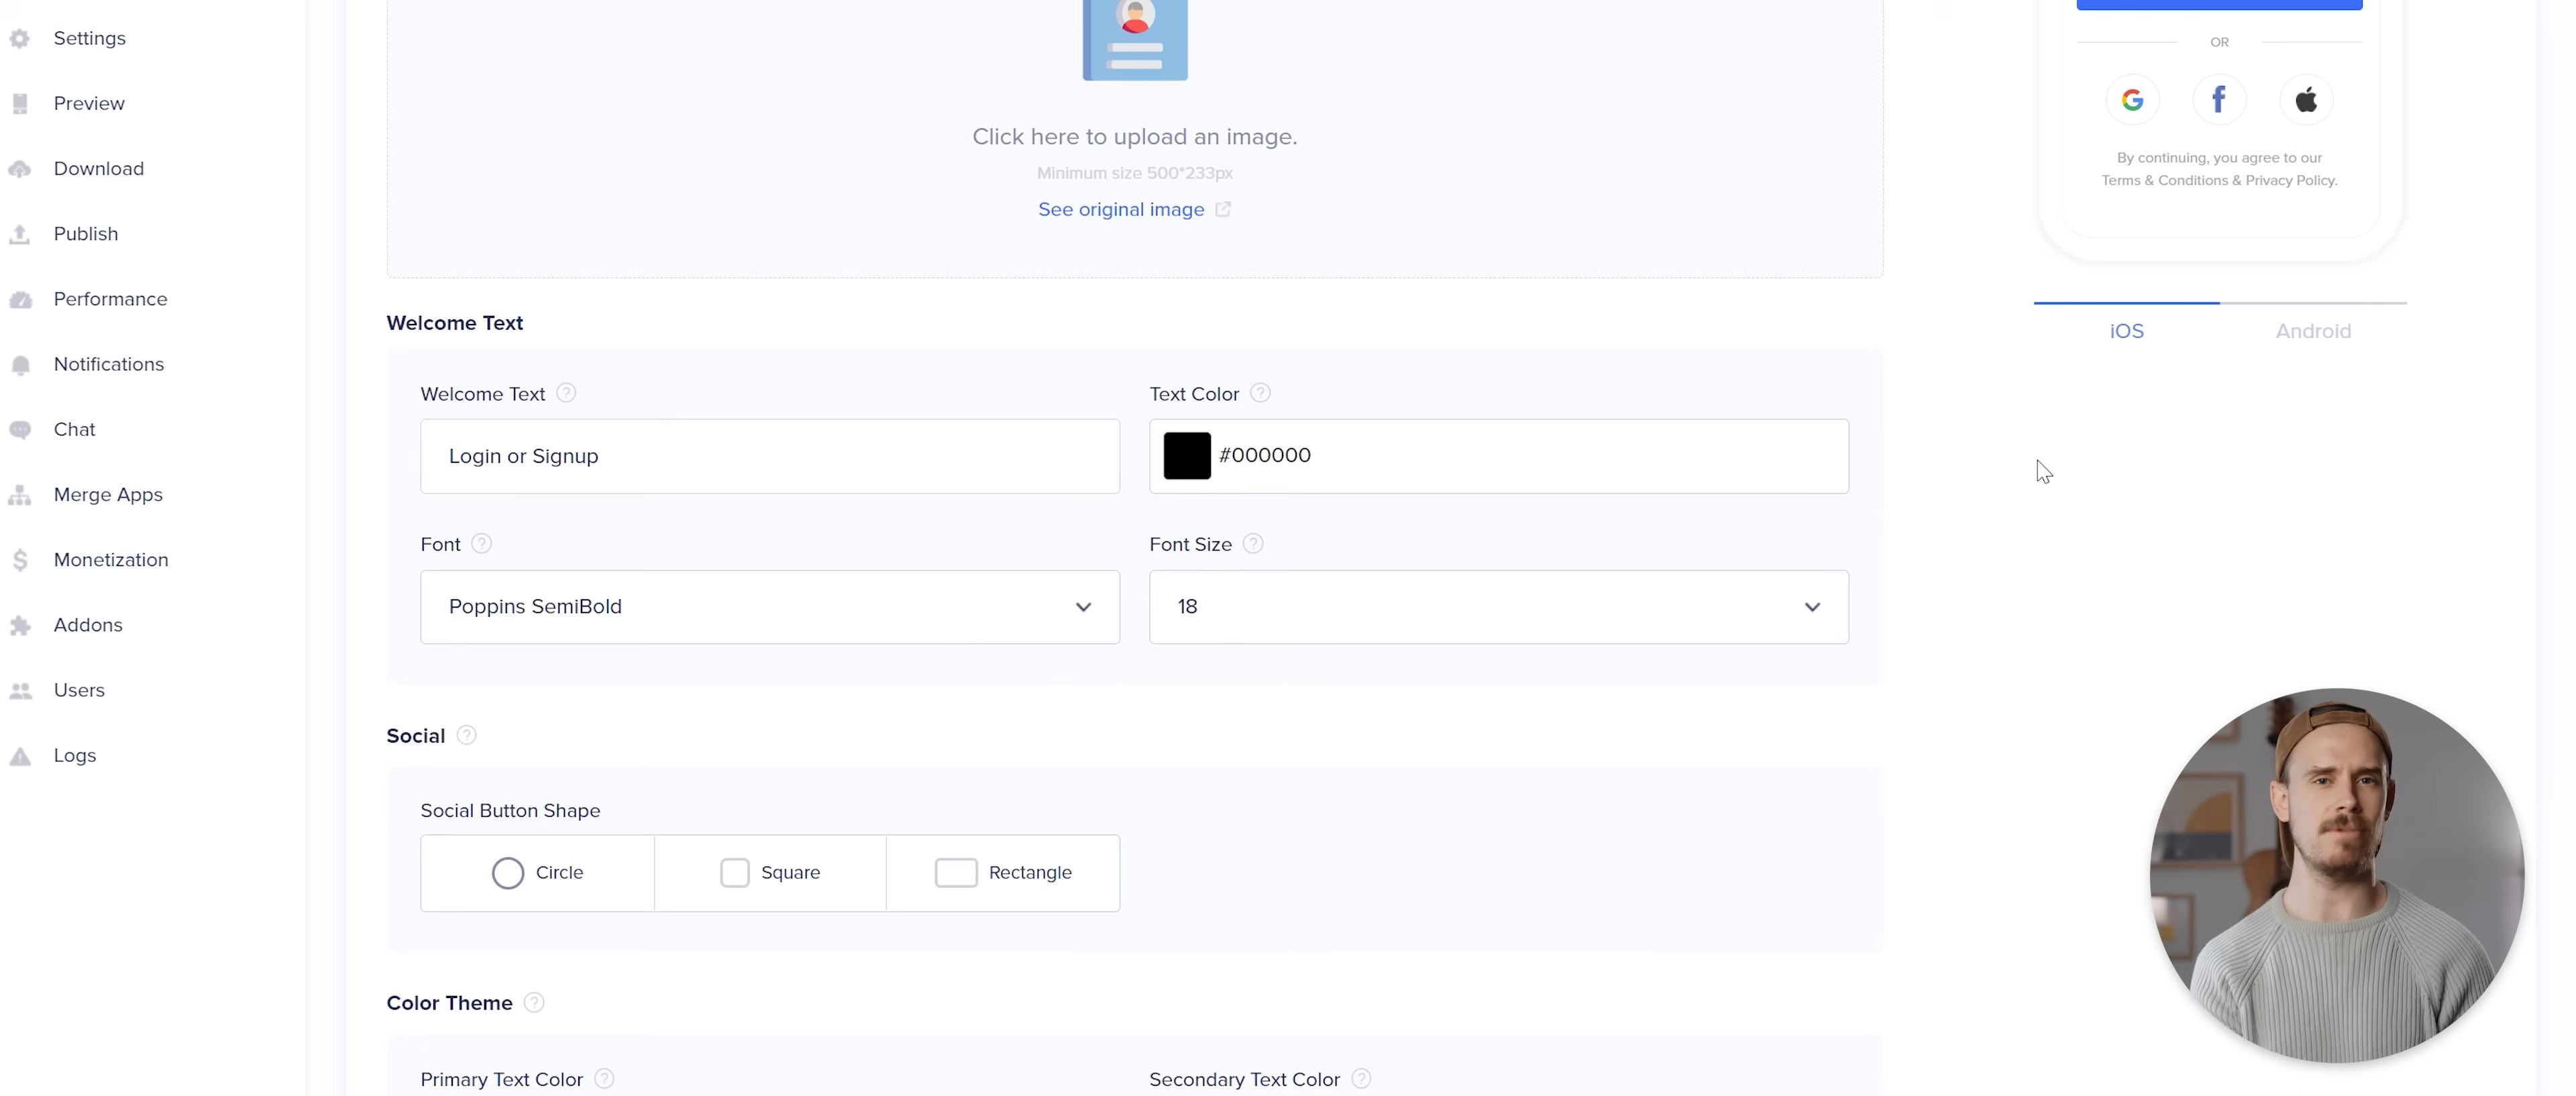 Settings
Preview
Download
Publish
Performance
Notifications
Chat
Merge Apps
Monetization
Addons
Users
Logs
Click here to upload an image.
Minimum size 500*233px
See original image
Welcome Text
Welcome Text ?
Text Color ?
Login or Signup
#000000
Font ?
Font Size ?
Poppins SemiBold
18
Social ?
Social Button Shape
Circle
Square
Rectangle
Color Theme ?
Primary Text Color ?
Secondary Text Color ?
OR
By continuing, you agree to our
Terms & Conditions & Privacy Policy.
iOS
Android